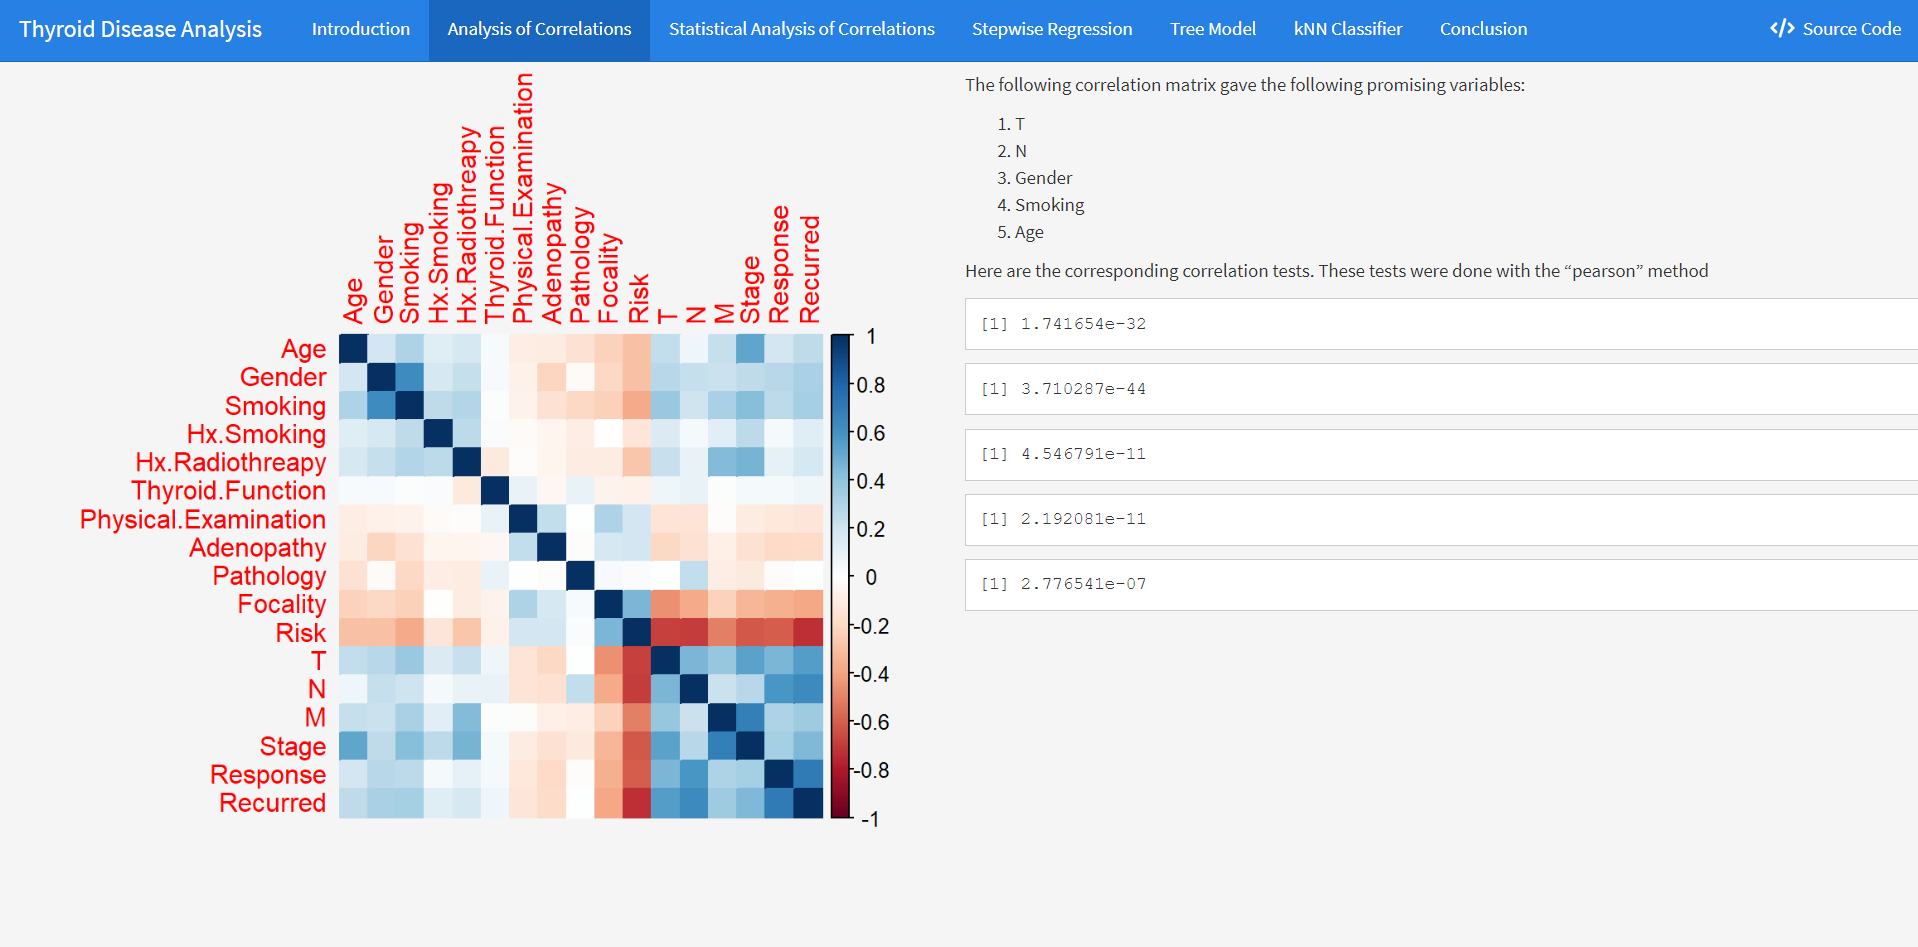 Thyroid Disease Analysis Introduction Analysis of Correlations Statistical Analysis of Correlations Stepwise Regression Tree Model kNN Classifier Conclusion </> Source Code
Age
Gender
Smoking
Hx.Smoking
Hx.Radiothreapy
Thyroid.Function
Physical.Examination
Adenopathy
Pathology
Focality
Risk
T
N
M
Stage
Response
Recurred
Age
Gender
Smoking
Hx.Smoking
Hx.Radiothreapy
Thyroid.Function
Physical.Examination
Adenopathy
Pathology
Focality
Risk
T
N
M
Stage
Response
Recurred
1
0.8
0.6
0.4
0.2
0
-0.2
-0.4
-0.6
-0.8
-1
The following correlation matrix gave the following promising variables:
1. T
2. N
3. Gender
4. Smoking
5. Age
Here are the corresponding correlation tests. These tests were done with the “pearson” method
[1] 1.741654e-32
[1] 3.710287e-44
[1] 4.546791e-11
[1] 2.192081e-11
[1] 2.776541e-07